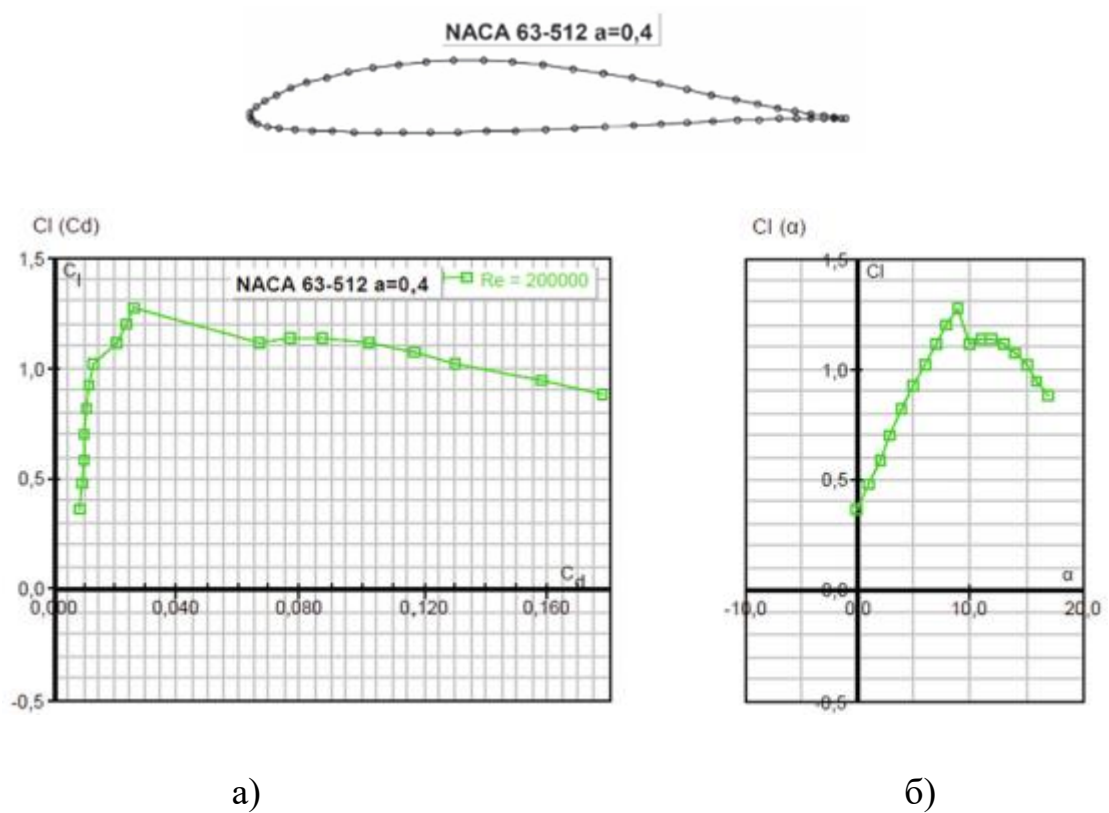 NACA 63-512 a=0,4
Cl (Cd)
1,5
Cl
NACA 63-512 a=0,4
Re = 200000
1,0
0,5
0,0
Cd
0,000
0,040
0,080
0,120
0,160
-0,5
Cl (α)
1,5
Cl
1,0
0,5
0,0
α
-10,0
0,0
10,0
20,0
-0,5
а)
б)